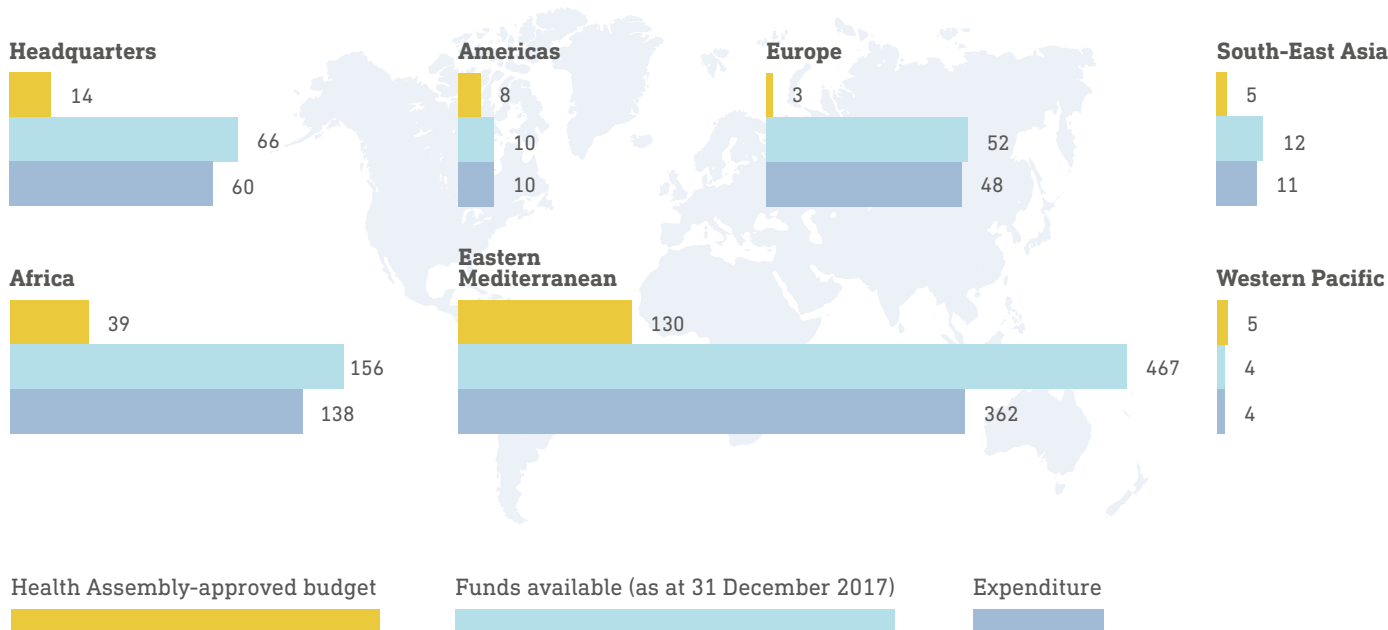 Headquarters
14
66
60
Americas
8
10
10
Europe
3
52
48
South-East Asia
5
12
11
Africa
39
156
138
Eastern
Mediterranean
130
467
362
Western Pacific
5
4
4
Health Assembly-approved budget
Funds available (as at 31 December 2017)
Expenditure